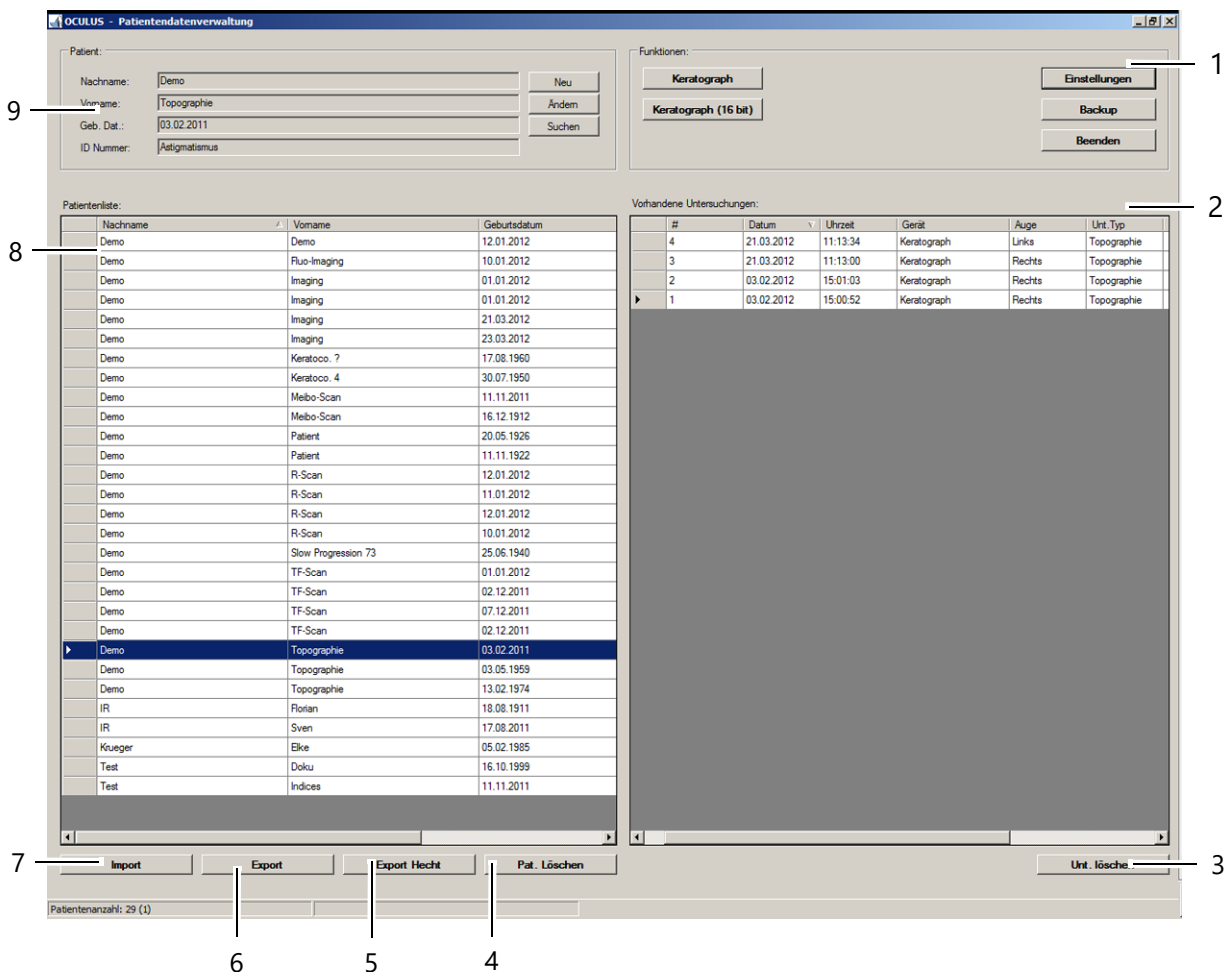 OCULUS - Patientendatenverwaltung
Patient:
Nachname: Demo Neu
Vorname: Topographie Ändern
Geb. Dat.: 03.02.2011 Suchen
ID Nummer: Astigmatismus
9
Funktionen:
Keratograph Einstellungen
Keratograph (16 bit) Backup
Beenden
1
Patientenliste:
Nachname Vorname Geburtsdatum
Demo Demo 12.01.2012
Demo Fluo-Imaging 10.01.2012
Demo Imaging 01.01.2012
Demo Imaging 01.01.2012
Demo Imaging 21.03.2012
Demo Imaging 23.03.2012
Demo Keratoco. ? 17.08.1960
Demo Keratoco. 4 30.07.1950
Demo Meibo-Scan 11.11.2011
Demo Meibo-Scan 16.12.1912
Demo Patient 20.05.1926
Demo Patient 11.11.1922
Demo R-Scan 12.01.2012
Demo R-Scan 11.01.2012
Demo R-Scan 12.01.2012
Demo R-Scan 10.01.2012
Demo Slow Progression 73 25.06.1940
Demo TF-Scan 01.01.2012
Demo TF-Scan 02.12.2011
Demo TF-Scan 07.12.2011
Demo TF-Scan 02.12.2011
Demo Topographie 03.02.2011
Demo Topographie 03.05.1959
Demo Topographie 13.02.1974
IR Florian 18.08.1911
IR Sven 17.08.2011
Krueger Elke 05.02.1985
Test Doku 16.10.1999
Test Indices 11.11.2011
8
Vorhandene Untersuchungen:
2
# Datum Uhrzeit Gerät Auge Unt.Typ
4 21.03.2012 11:13:34 Keratograph Links Topographie
3 21.03.2012 11:13:00 Keratograph Rechts Topographie
2 03.02.2012 15:01:03 Keratograph Rechts Topographie
1 03.02.2012 15:00:52 Keratograph Rechts Topographie
7 Import Export Export Hecht Pat. Löschen Unt. löschen 3
Patientenanzahl: 29 (1)
6 5 4